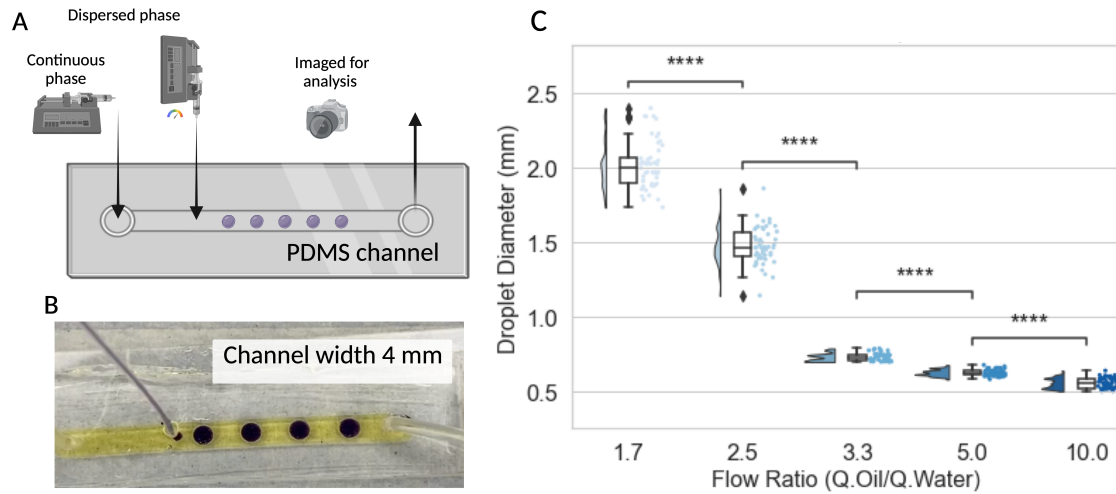 A
Dispersed phase
Continuous
phase
Imaged for
analysis
PDMS channel
B
Channel width 4 mm
C
Droplet Diameter (mm)
2.5
2.0
1.5
1.0
0.5
****
****
****
****
1.7 2.5 3.3 5.0 10.0
Flow Ratio (Q.Oil/Q.Water)